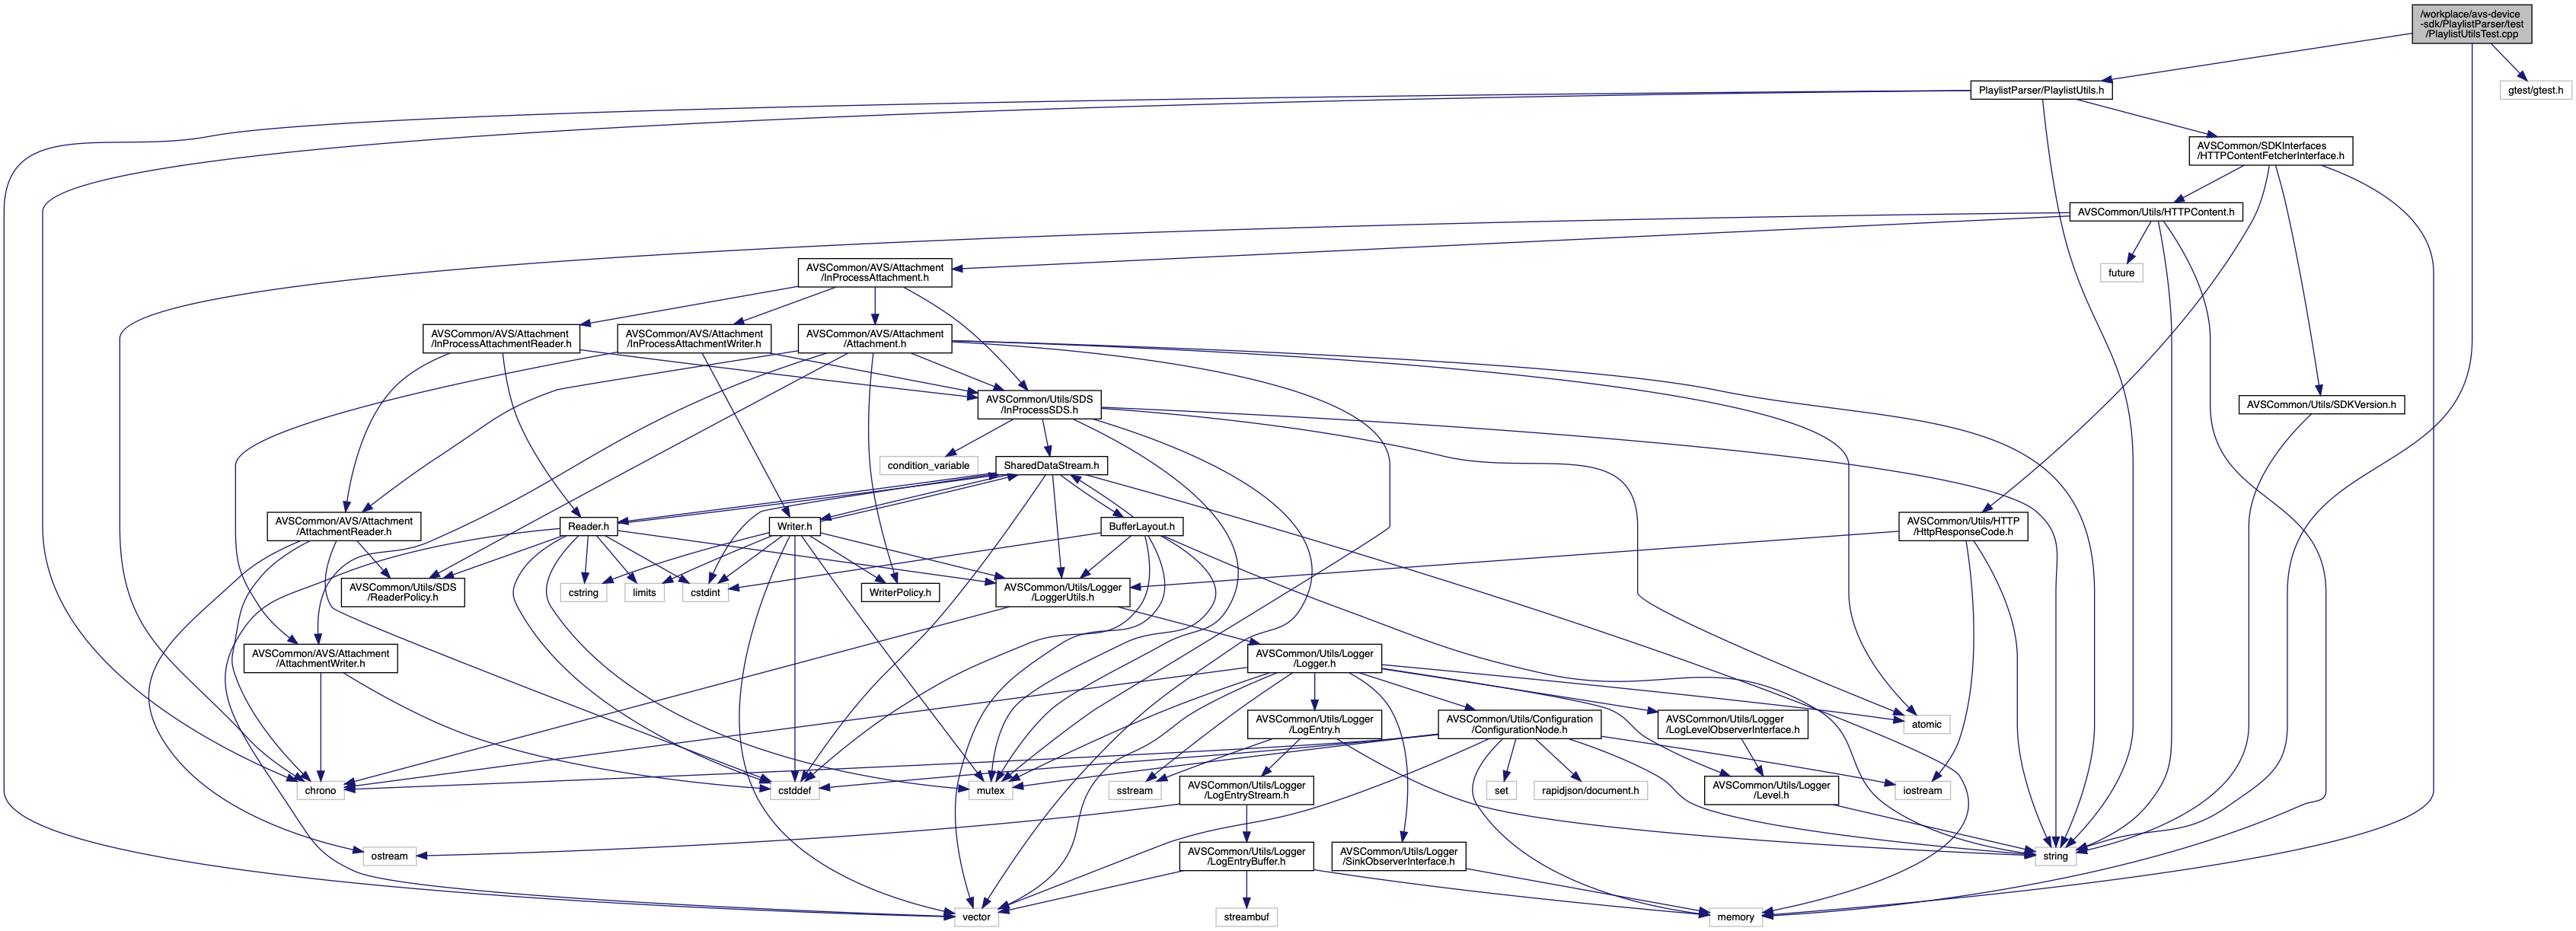 /workplace/avs-device
-sdk/PlaylistParser/test
/PlaylistUtilsTest.cpp
PlaylistParser/PlaylistUtils.h
gtest/gtest.h
AVSCommon/SDKInterfaces
/HTTPContentFetcherInterface.h
AVSCommon/Utils/HTTPContent.h
AVSCommon/AVS/Attachment
/InProcessAttachment.h
future
AVSCommon/AVS/Attachment
/InProcessAttachmentReader.h
AVSCommon/AVS/Attachment
/InProcessAttachmentWriter.h
AVSCommon/AVS/Attachment
/Attachment.h
AVSCommon/Utils/SDS
/InProcessSDS.h
AVSCommon/Utils/SDKVersion.h
condition_variable
SharedDataStream.h
AVSCommon/AVS/Attachment
/AttachmentReader.h
Reader.h
Writer.h
BufferLayout.h
AVSCommon/Utils/HTTP
/HttpResponseCode.h
AVSCommon/Utils/SDS
/ReaderPolicy.h
cstring
limits
cstdint
WriterPolicy.h
AVSCommon/Utils/Logger
/LoggerUtils.h
AVSCommon/AVS/Attachment
/AttachmentWriter.h
AVSCommon/Utils/Logger
/Logger.h
AVSCommon/Utils/Logger
/LogEntry.h
AVSCommon/Utils/Configuration
/ConfigurationNode.h
AVSCommon/Utils/Logger
/LogLevelObserverInterface.h
atomic
chrono
cstddef
mutex
sstream
AVSCommon/Utils/Logger
/LogEntryStream.h
set
rapidjson/document.h
AVSCommon/Utils/Logger
/Level.h
iostream
ostream
AVSCommon/Utils/Logger
/LogEntryBuffer.h
AVSCommon/Utils/Logger
/SinkObserverInterface.h
string
vector
streambuf
memory